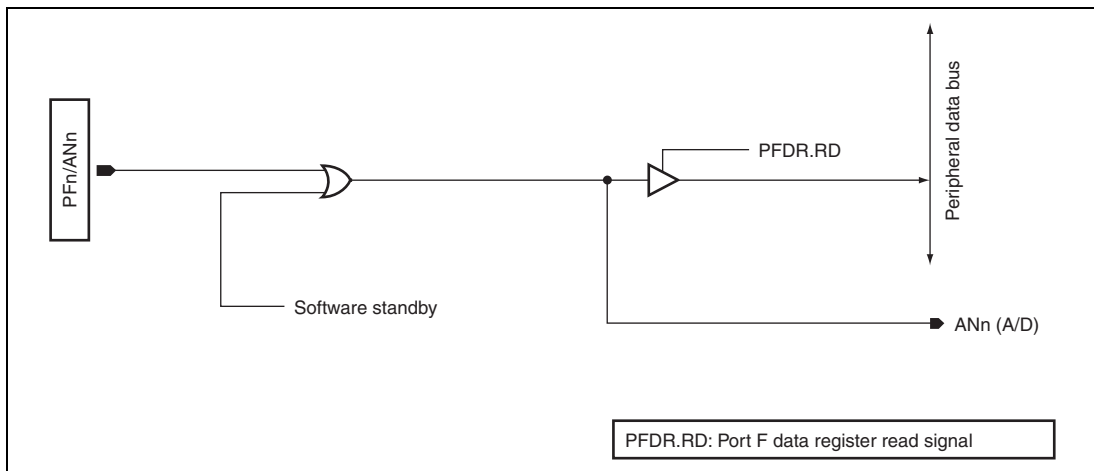 PFn/ANn
PFDR.RD
Peripheral data bus
Software standby
ANn (A/D)
PFDR.RD: Port F data register read signal